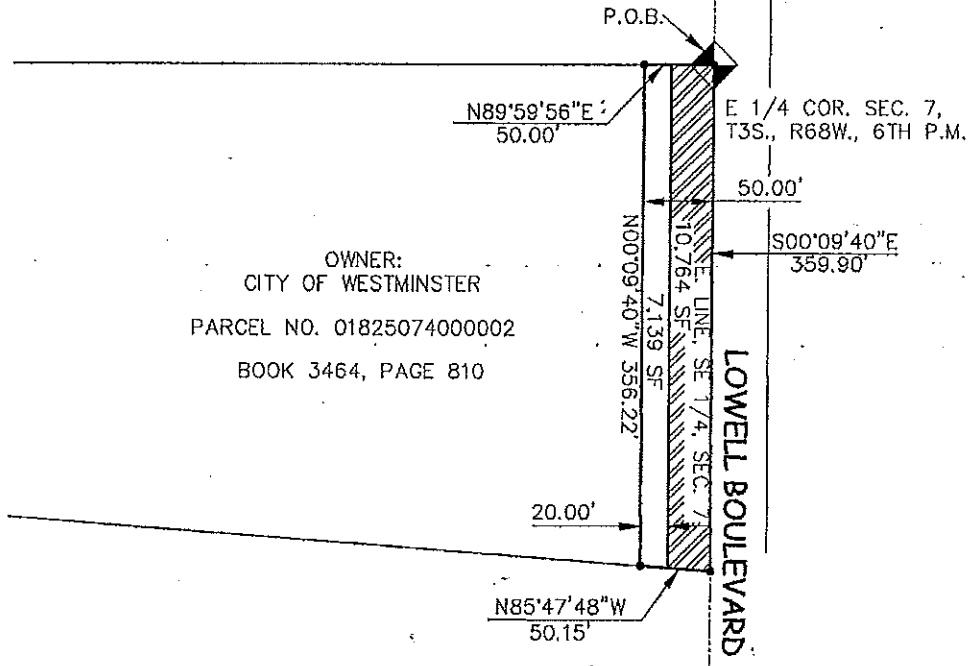 P.O.B.
N89°59'56"E
50.00'
E 1/4 COR. SEC. 7,
T3S., R68W., 6TH P.M.
50.00'
S00°09'40"E
359.90'
OWNER:
CITY OF WESTMINSTER
PARCEL NO. 01825074000002
BOOK 3464, PAGE 810
N00°09'40"W 356.22'
7,139 SF
10,764 SF
E. LINE, SE 1/4, SEC. 7
LOWELL BOULEVARD
20.00'
N85°47'48"W
50.15'